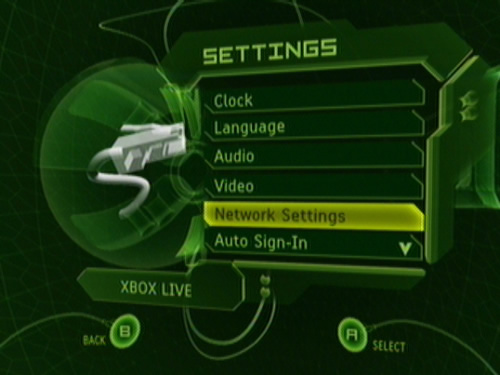 SETTINGS
Clock
Language
Audio
Video
Network Settings
Auto Sign-In
XBOX LIVE
BACK B
A SELECT